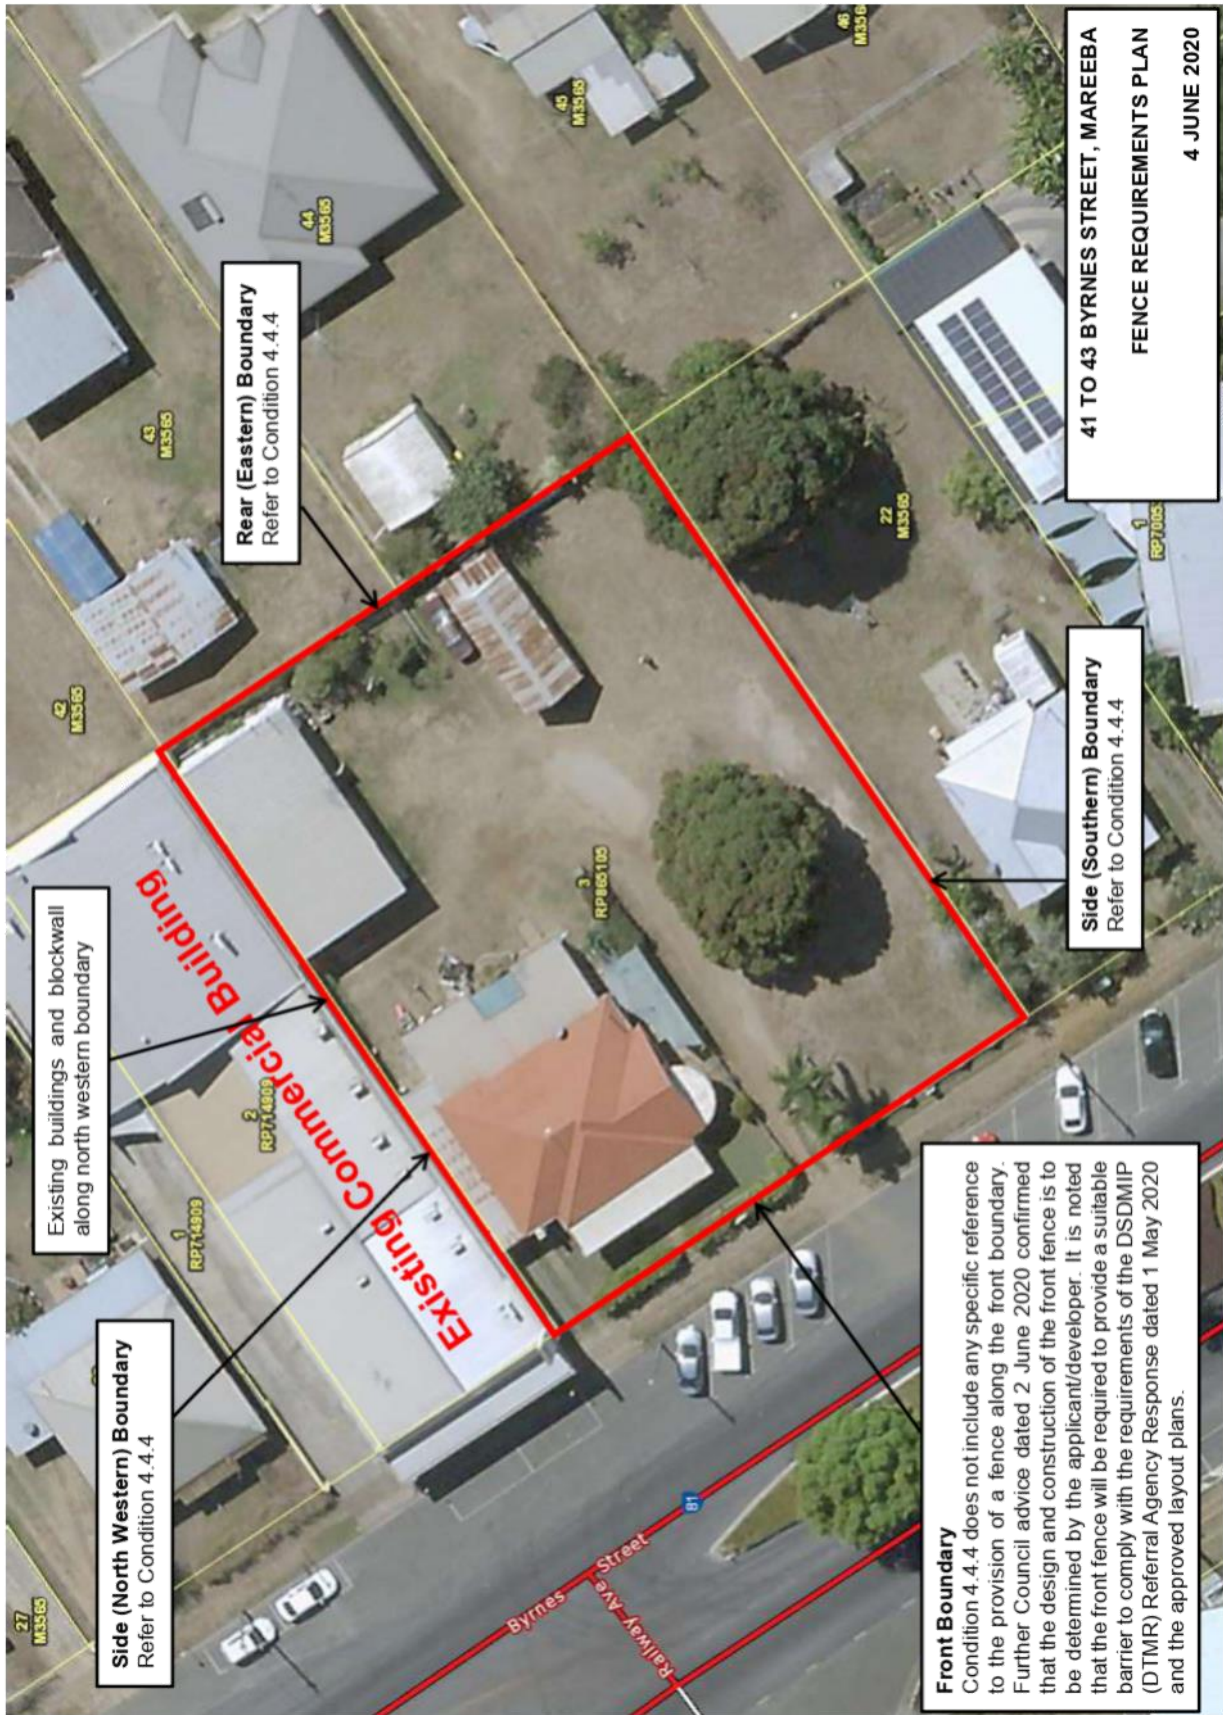 Existing buildings and blockwall
along north western boundary
Rear (Eastern) Boundary
Refer to Condition 4.4.4
Side (North Western) Boundary
Refer to Condition 4.4.4
Existing Commercial Building
Side (Southern) Boundary
Refer to Condition 4.4.4
Front Boundary
Condition 4.4.4 does not include any specific reference
to the provision of a fence along the front boundary.
Further Council advice dated 2 June 2020 confirmed
that the design and construction of the front fence is to
be determined by the applicant/developer. It is noted
that the front fence will be required to provide a suitable
barrier to comply with the requirements of the DSDMIP
(DTMR) Referral Agency Response dated 1 May 2020
and the approved layout plans.
41 TO 43 BYRNES STREET, MAREEBA
FENCE REQUIREMENTS PLAN
4 JUNE 2020
27
M3565
1
RP714909
2
RP714909
42
M3565
43
M3565
44
M3565
45
M3565
46
M356
3
RP865105
22
M3565
1
RP7005
Byrnes Street
Railway Ave
81